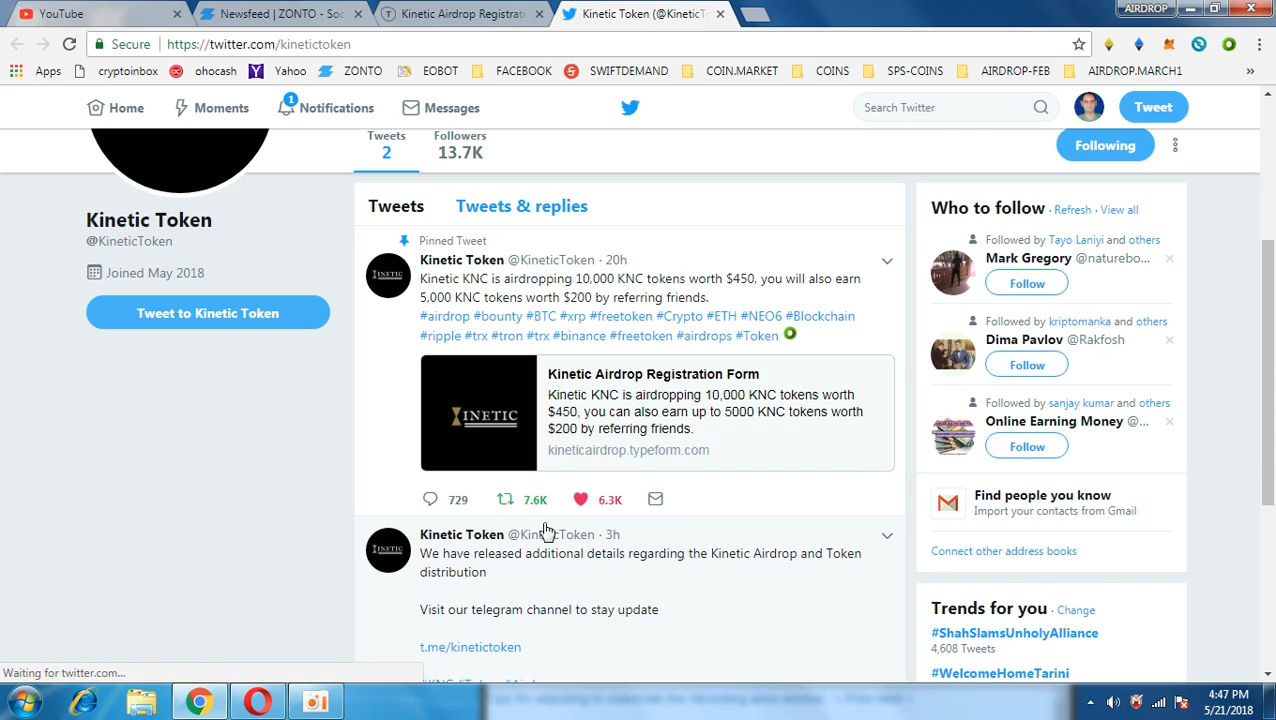 YouTube
Newsfeed | ZONTO - Soc
Kinetic Airdrop Registrati
Kinetic Token (@KineticT
AIRDROP
Secure
https://twitter.com/kinetictoken
Apps
cryptoinbox
ohocash
Yahoo
ZONTO
EOBOT
FACEBOOK
SWIFTDEMAND
COIN.MARKET
COINS
SPS-COINS
AIRDROP-FEB
AIRDROP.MARCH1
Home
Moments
1
Notifications
Messages
Search Twitter
Tweet
Tweets
2
Followers
13.7K
Following
Kinetic Token
@KineticToken
Joined May 2018
Tweet to Kinetic Token
Tweets
Tweets & replies
Pinned Tweet
Kinetic Token @KineticToken · 20h
Kinetic KNC is airdropping 10,000 KNC tokens worth $450, you will also earn
5,000 KNC tokens worth $200 by referring friends.
#airdrop #bounty #BTC #xrp #freetoken #Crypto #ETH #NEO6 #Blockchain
#ripple #trx #tron #trx #binance #freetoken #airdrops #Token
KINETIC
INETIC
Kinetic Airdrop Registration Form
Kinetic KNC is airdropping 10,000 KNC tokens worth
$450, you can also earn up to 5000 KNC tokens worth
$200 by referring friends.
kineticairdrop.typeform.com
729
7.6K
6.3K
Kinetic Token @KineticToken · 3h
KINETIC
We have released additional details regarding the Kinetic Airdrop and Token
distribution
Visit our telegram channel to stay update
t.me/kinetictoken
Who to follow · Refresh · View all
Followed by Tayo Laniyi and others
Mark Gregory @naturebo...
Follow
Followed by kriptomanka and others
Dima Pavlov @Rakfosh
Follow
Followed by sanjay kumar and others
Online Earning Money @...
Follow
Find people you know
Import your contacts from Gmail
Connect other address books
Trends for you · Change
#ShahSlamsUnholyAlliance
4,608 Tweets
#WelcomeHomeTarini
Waiting for twitter.com...
4:47 PM
5/21/2018